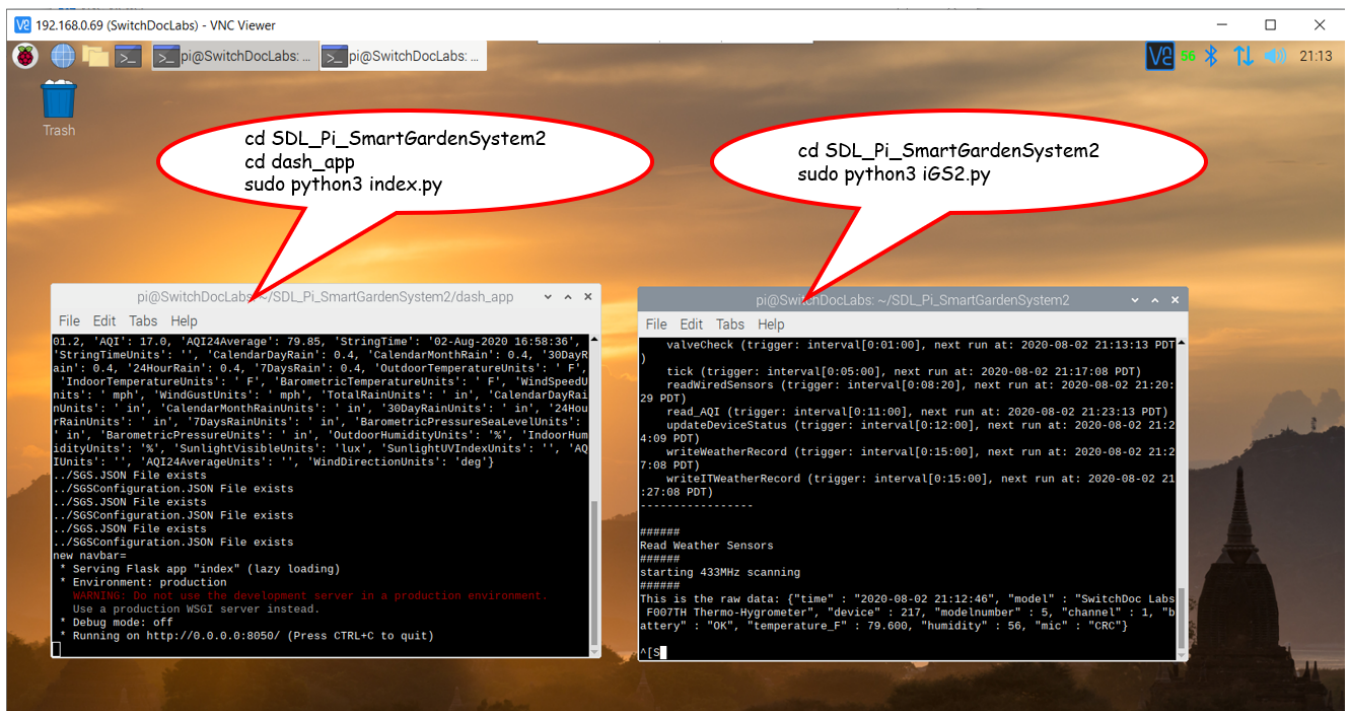 192.168.0.69 (SwitchDocLabs) - VNC Viewer
pi@SwitchDocLabs: ...
pi@SwitchDocLabs: ...
56
21:13
Trash
cd SDL_Pi_SmartGardenSystem2
cd dash_app
sudo python3 index.py
cd SDL_Pi_SmartGardenSystem2
sudo python3 iGS2.py
pi@SwitchDocLabs: ~/SDL_Pi_SmartGardenSystem2/dash_app
File Edit Tabs Help
01.2, 'AQI': 17.0, 'AQI24Average': 79.85, 'StringTime': '02-Aug-2020 16:58:36',
'StringTimeUnits': '', 'CalendarDayRain': 0.4, 'CalendarMonthRain': 0.4, '30DayR
ain': 0.4, '24HourRain': 0.4, '7DaysRain': 0.4, 'OutdoorTemperatureUnits': ' F',
'IndoorTemperatureUnits': ' F', 'BarometricTemperatureUnits': ' F', 'WindSpeedU
nits': ' mph', 'WindGustUnits': ' mph', 'TotalRainUnits': ' in', 'CalendarDayRai
nUnits': ' in', 'CalendarMonthRainUnits': ' in', '30DayRainUnits': ' in', '24Hou
rRainUnits': ' in', '7DaysRainUnits': ' in', 'BarometricPressureSeaLevelUnits':
' in', 'BarometricPressureUnits': ' in', 'OutdoorHumidityUnits': '%', 'IndoorHum
idityUnits': '%', 'SunlightVisibleUnits': 'lux', 'SunlightUVIndexUnits': '', 'AQ
IUnits': '', 'AQI24AverageUnits': '', 'WindDirectionUnits': 'deg'}
../SGS.JSON File exists
../SGSConfiguration.JSON File exists
../SGS.JSON File exists
../SGSConfiguration.JSON File exists
../SGS.JSON File exists
../SGSConfiguration.JSON File exists
new navbar=
* Serving Flask app "index" (lazy loading)
* Environment: production
WARNING: Do not use the development server in a production environment.
Use a production WSGI server instead.
* Debug mode: off
* Running on http://0.0.0.0:8050/ (Press CTRL+C to quit)
pi@SwitchDocLabs: ~/SDL_Pi_SmartGardenSystem2
File Edit Tabs Help
valveCheck (trigger: interval[0:01:00], next run at: 2020-08-02 21:13:13 PDT
)
tick (trigger: interval[0:05:00], next run at: 2020-08-02 21:17:08 PDT)
readWiredSensors (trigger: interval[0:08:20], next run at: 2020-08-02 21:20:
29 PDT)
read_AQI (trigger: interval[0:11:00], next run at: 2020-08-02 21:23:13 PDT)
updateDeviceStatus (trigger: interval[0:12:00], next run at: 2020-08-02 21:2
4:09 PDT)
writeWeatherRecord (trigger: interval[0:15:00], next run at: 2020-08-02 21:2
7:08 PDT)
writeITWeatherRecord (trigger: interval[0:15:00], next run at: 2020-08-02 21
:27:08 PDT)
-----------------
######
Read Weather Sensors
######
starting 433MHz scanning
######
This is the raw data: {"time" : "2020-08-02 21:12:46", "model" : "SwitchDoc Labs
F007TH Thermo-Hygrometer", "device" : 217, "modelnumber" : 5, "channel" : 1, "b
attery" : "OK", "temperature_F" : 79.600, "humidity" : 56, "mic" : "CRC"}
^[S